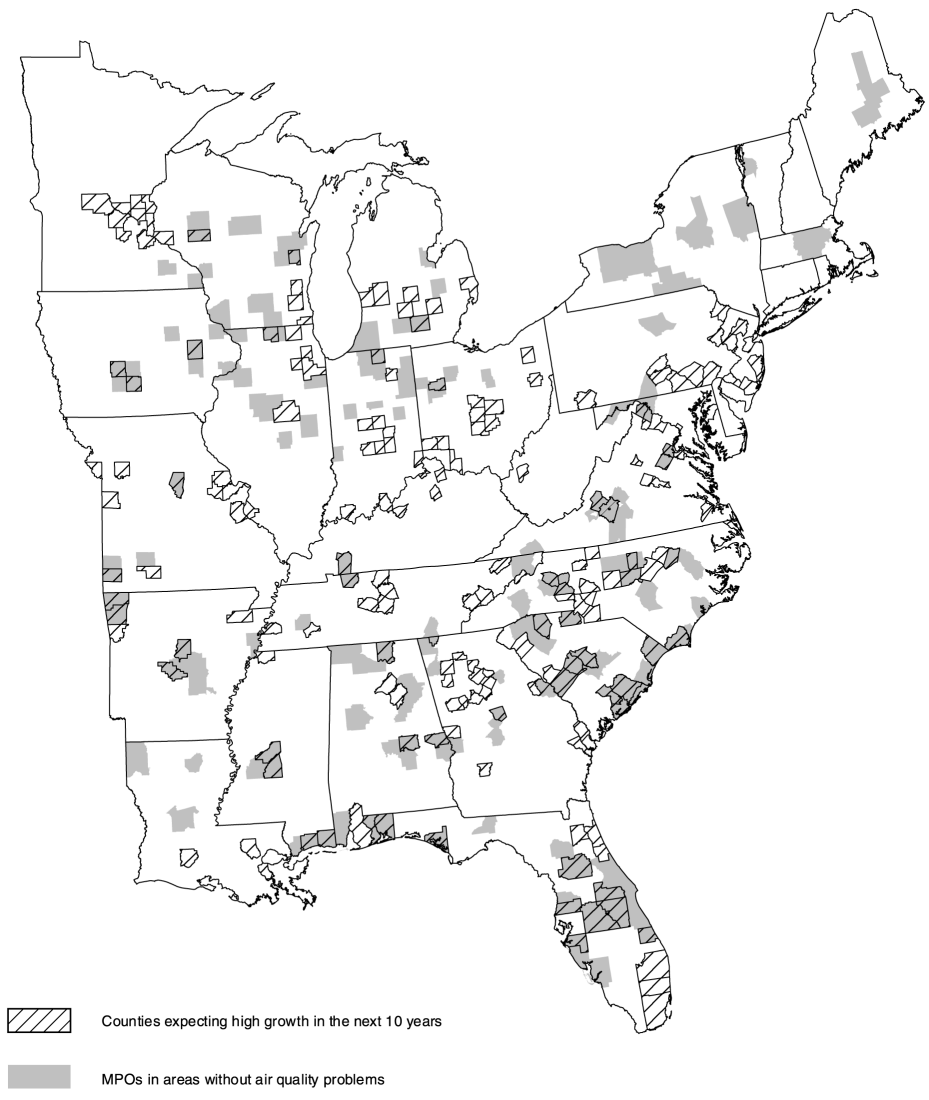 Counties expecting high growth in the next 10 years
MPOs in areas without air quality problems